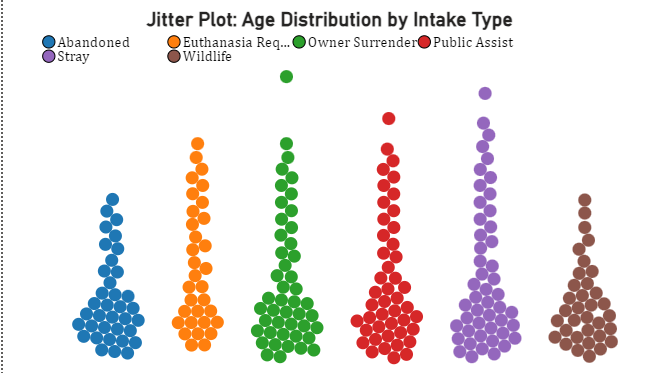 Jitter Plot: Age Distribution by Intake Type
Abandoned Euthanasia Req... Owner Surrender Public Assist
Stray Wildlife